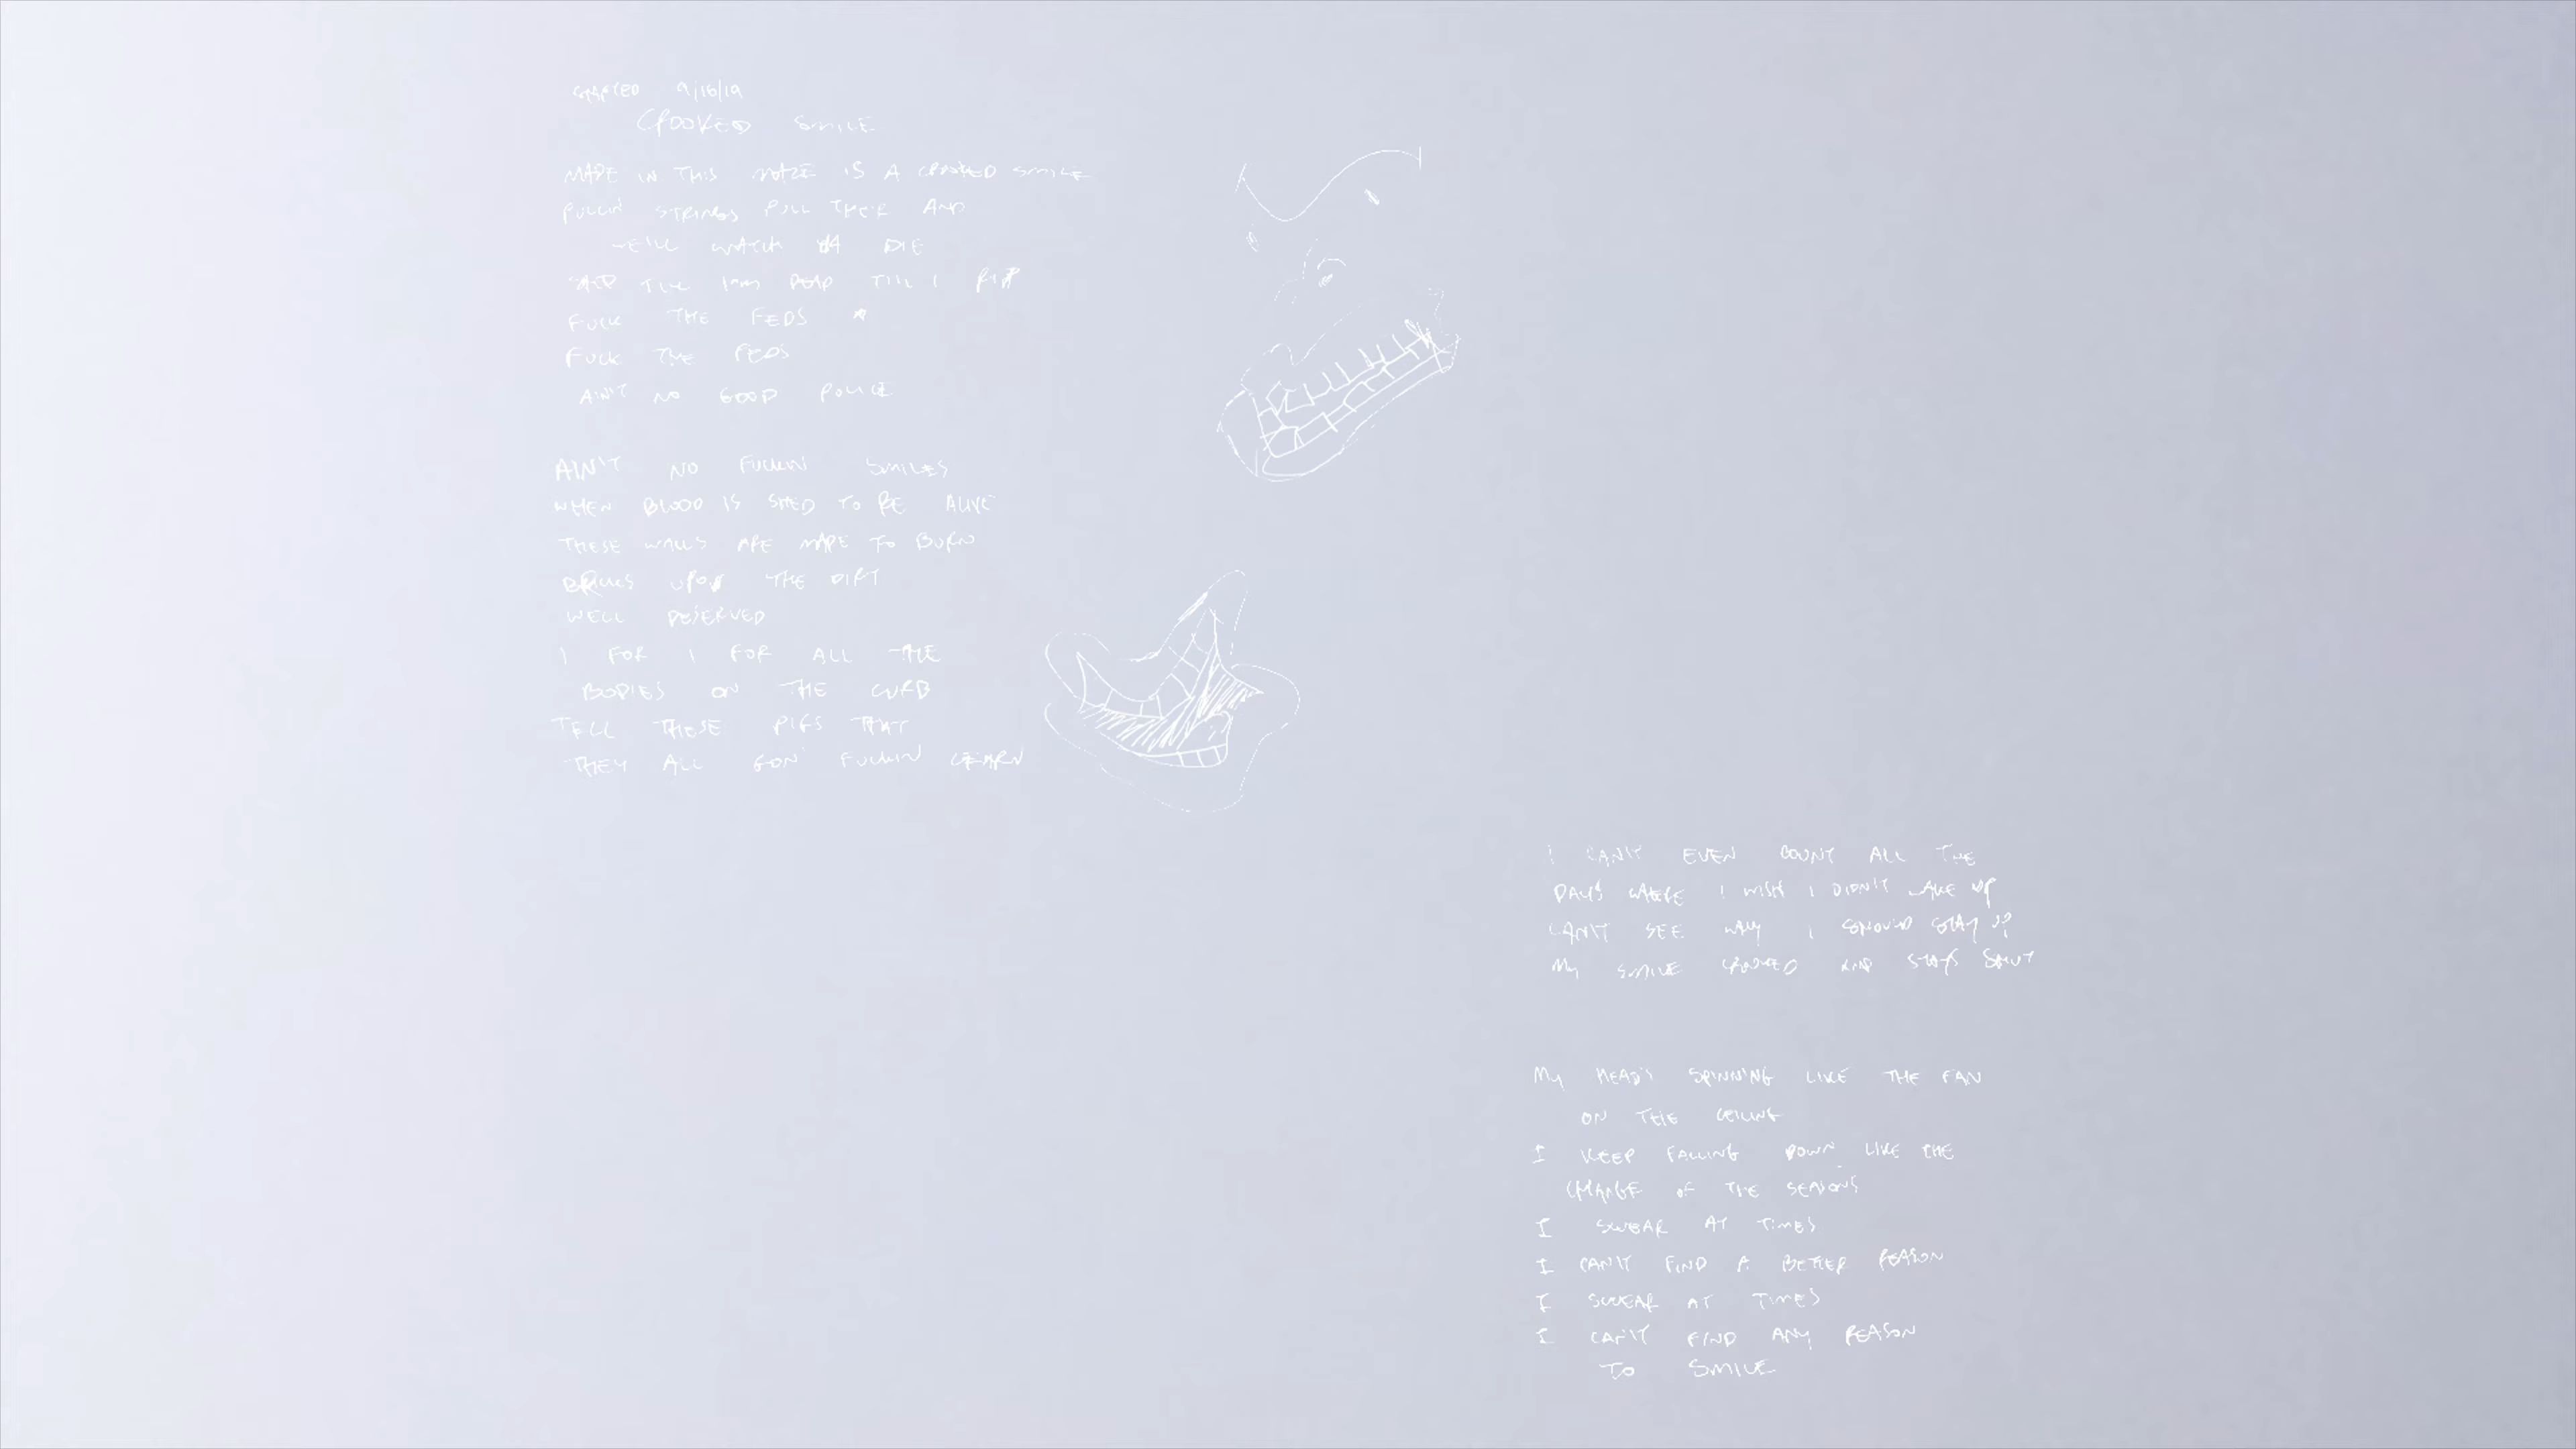 STARTED 9/16/19
CROOKED SMILE
MADE IN THIS MAZE IS A CROOKED SMILE
PULLIN' STRINGS PULL THEIR AND
WE'LL WATCH YA DIE
TILL DEAD TILL I RIP
FUCK THE FEDS
FUCK THE FEDS
AIN'T NO GOOD POLICE
AIN'T NO FUCKIN' SMILES
WHEN BLOOD IS SHED TO BE ALIVE
THESE WALLS ARE MADE TO BURN
BRICKS UPON THE DIRT
WELL DESERVED
I FOR I FOR ALL THE
BODIES ON THE CURB
TELL THESE PIGS THAT
THEY ALL GON' FUCKIN LEARN
I CAN'T EVEN COUNT ALL THE
DAYS WHERE I WISH I DIDN'T WAKE UP
CAN'T SEE WHY I SHOULD STAY
MY SMILE CROOKED AND STAYS SHUT
MY HEAD'S SPINNING LIKE THE FAN
ON THE CEILING
I KEEP FALLING DOWN LIKE THE
CHANGE OF THE SEASONS
I SWEAR AT TIMES
I CAN'T FIND A BETTER REASON
I SWEAR AT TIMES
I CAN'T FIND ANY REASON
TO SMILE